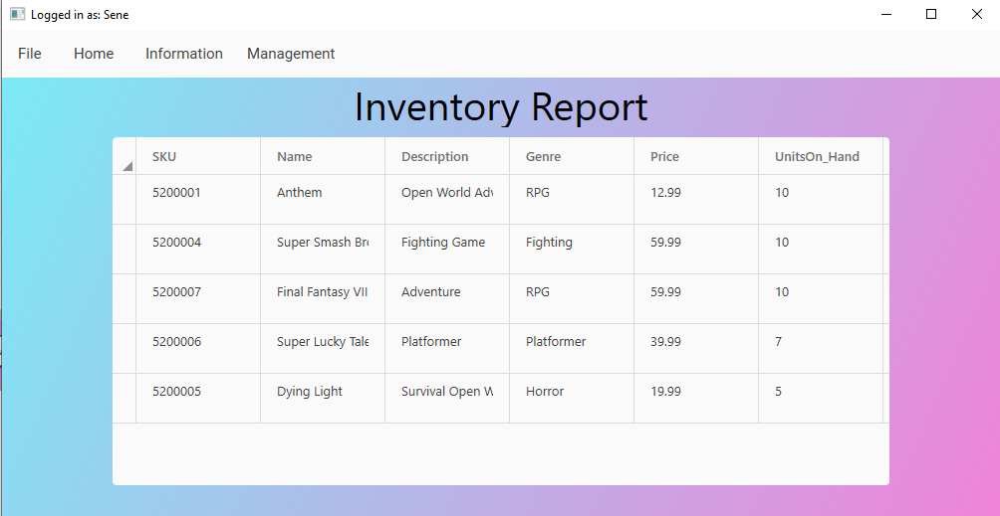 Logged in as: Sene
File Home Information Management
Inventory Report
SKU Name Description Genre Price UnitsOn_Hand
5200001 Anthem Open World Adv RPG 12.99 10
5200004 Super Smash Bro Fighting Game Fighting 59.99 10
5200007 Final Fantasy VII Adventure RPG 59.99 10
5200006 Super Lucky Tale Platformer Platformer 39.99 7
5200005 Dying Light Survival Open W Horror 19.99 5